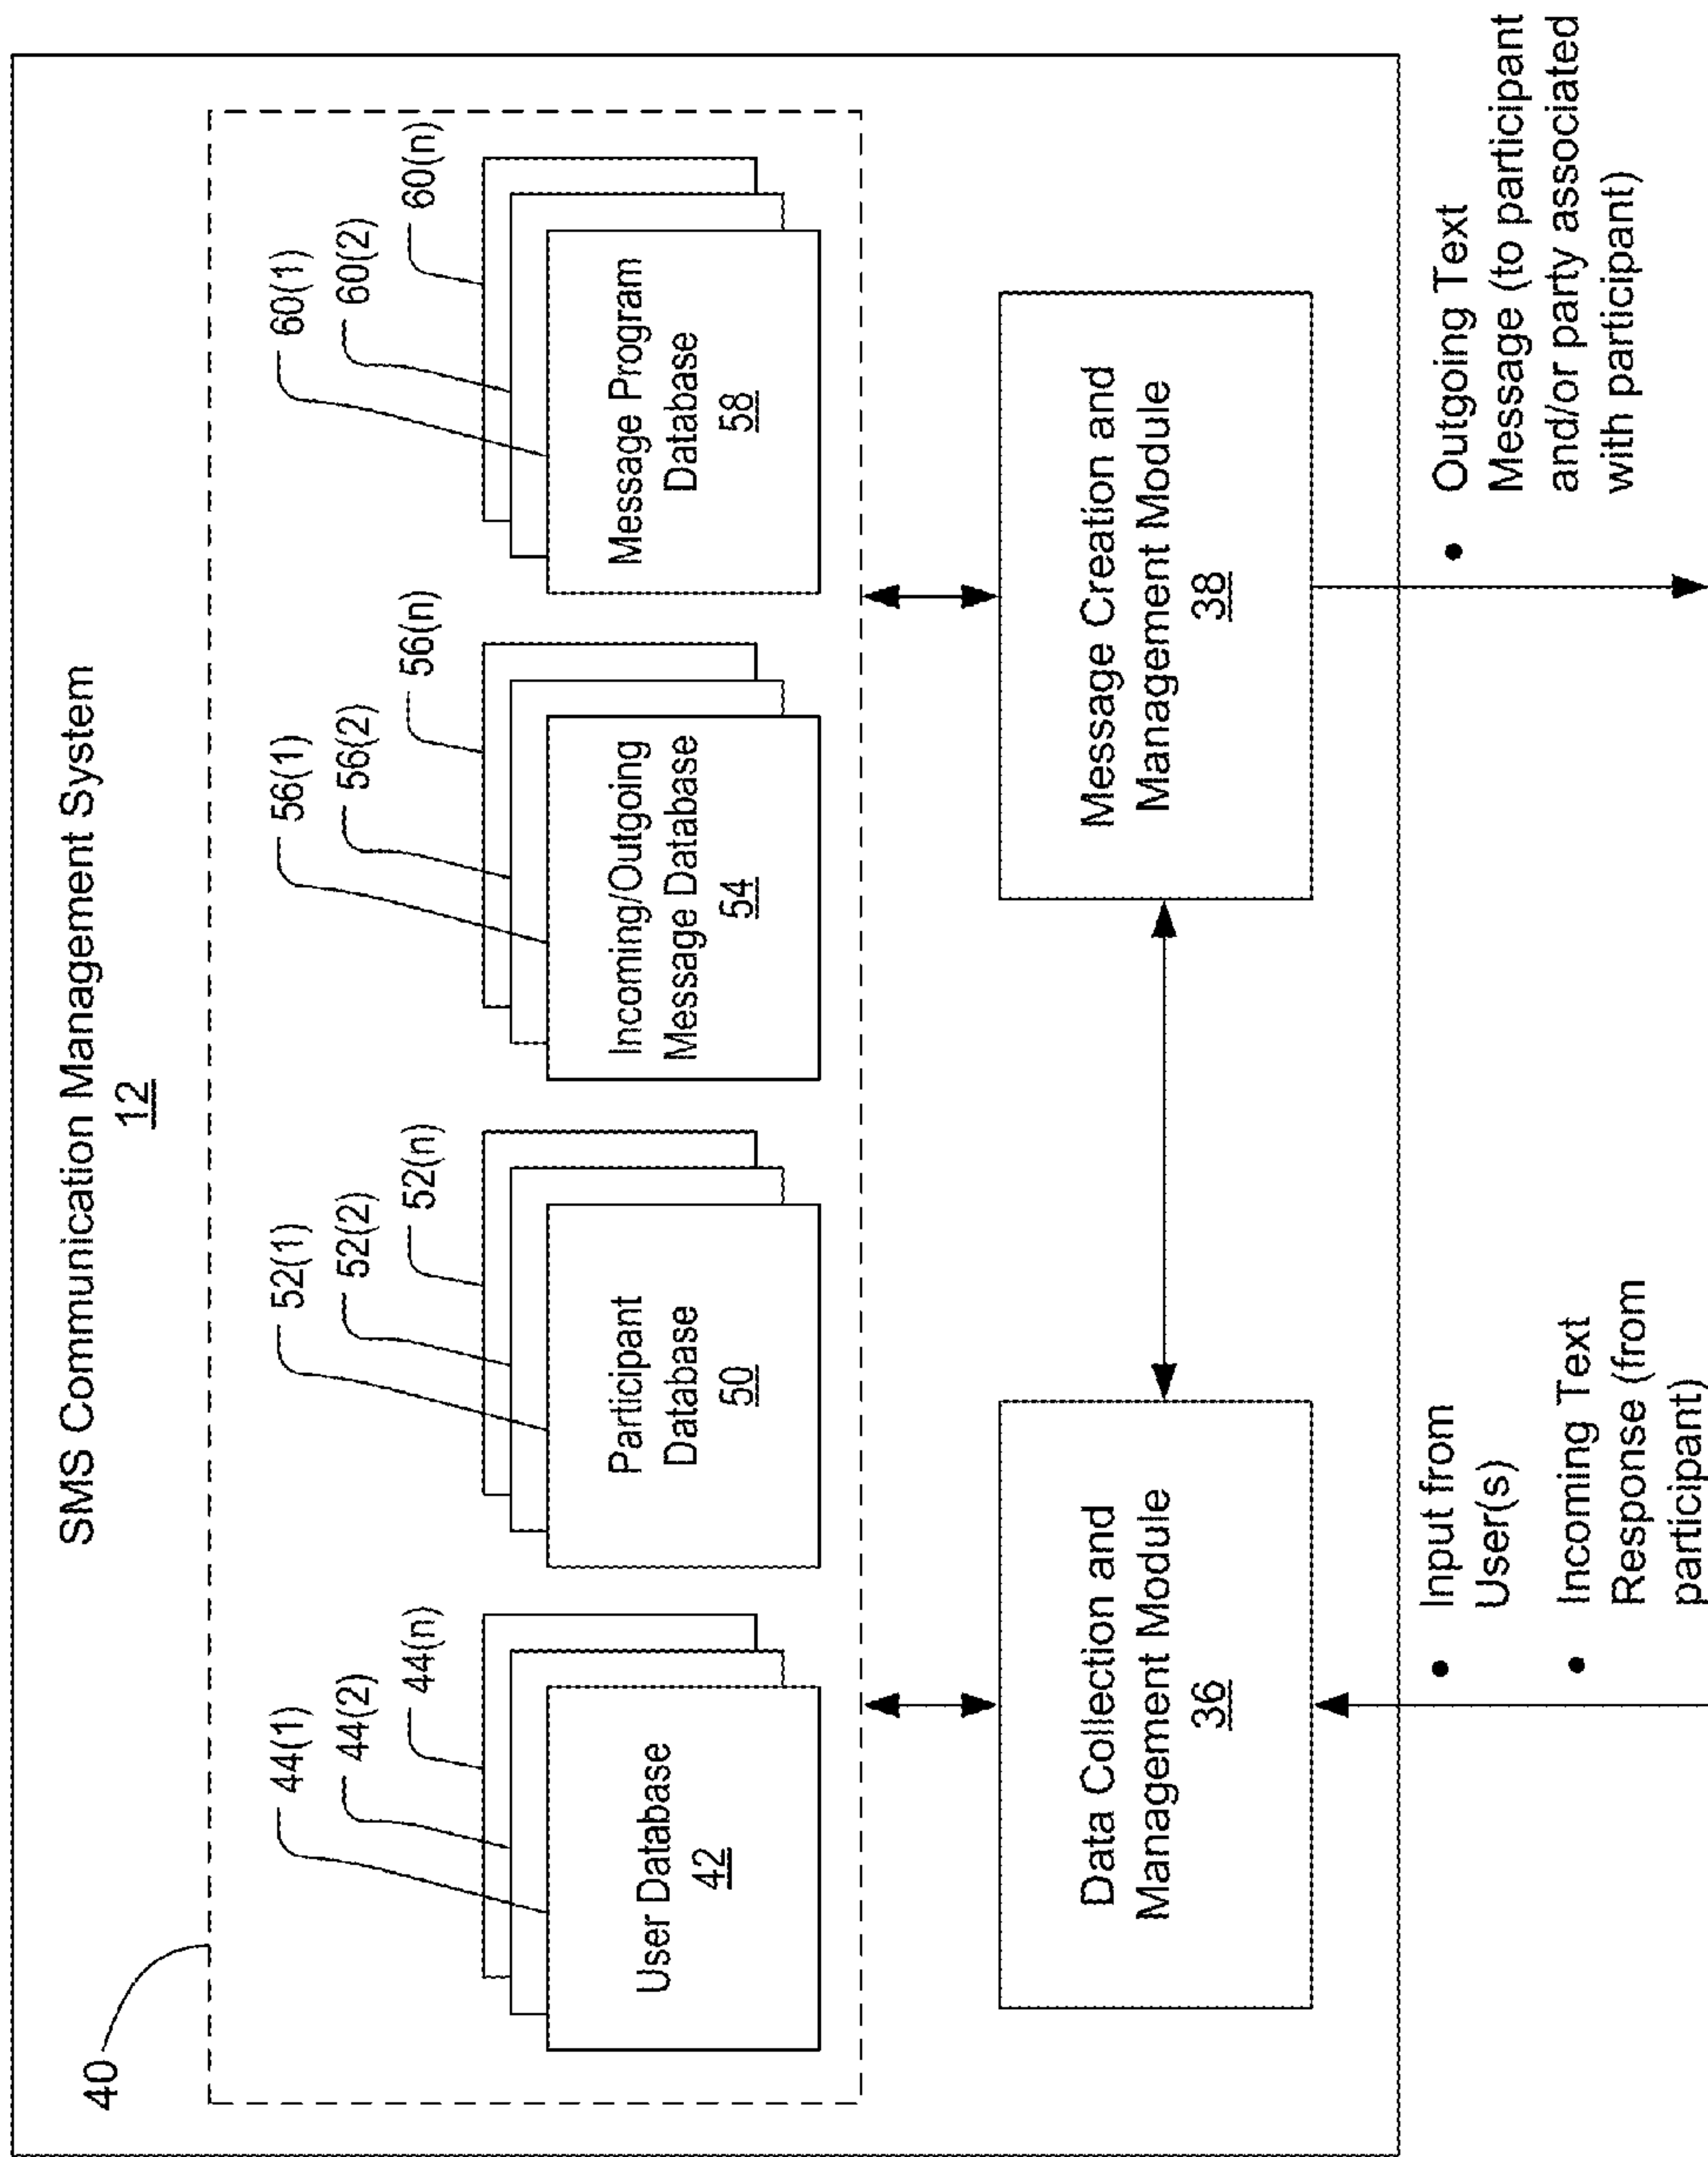 SMS Communication Management System
12
40
44(1)
44(2)
44(n)
User Database
42
52(1)
52(2)
52(n)
Participant
Database
50
56(1)
56(2)
56(n)
Incoming/Outgoing
Message Database
54
60(1)
60(2)
60(n)
Message Program
Database
58
Data Collection and
Management Module
36
Message Creation and
Management Module
38
• Input from
User(s)
• Incoming Text
Response (from
participant)
• Outgoing Text
Message (to participant
and/or party associated
with participant)